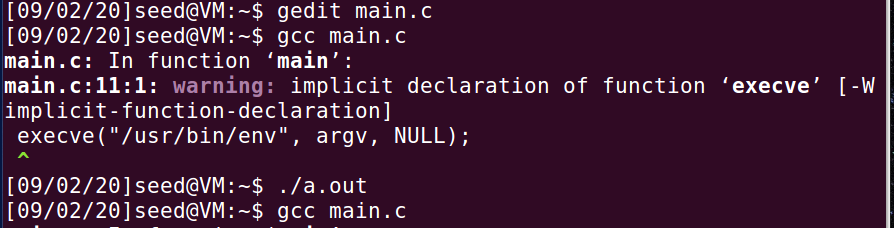 [09/02/20]seed@VM:~$ gedit main.c
[09/02/20]seed@VM:~$ gcc main.c
main.c: In function ‘main’:
main.c:11:1: warning: implicit declaration of function ‘execve’ [-W
implicit-function-declaration]
 execve("/usr/bin/env", argv, NULL);
 ^
[09/02/20]seed@VM:~$ ./a.out
[09/02/20]seed@VM:~$ gcc main.c